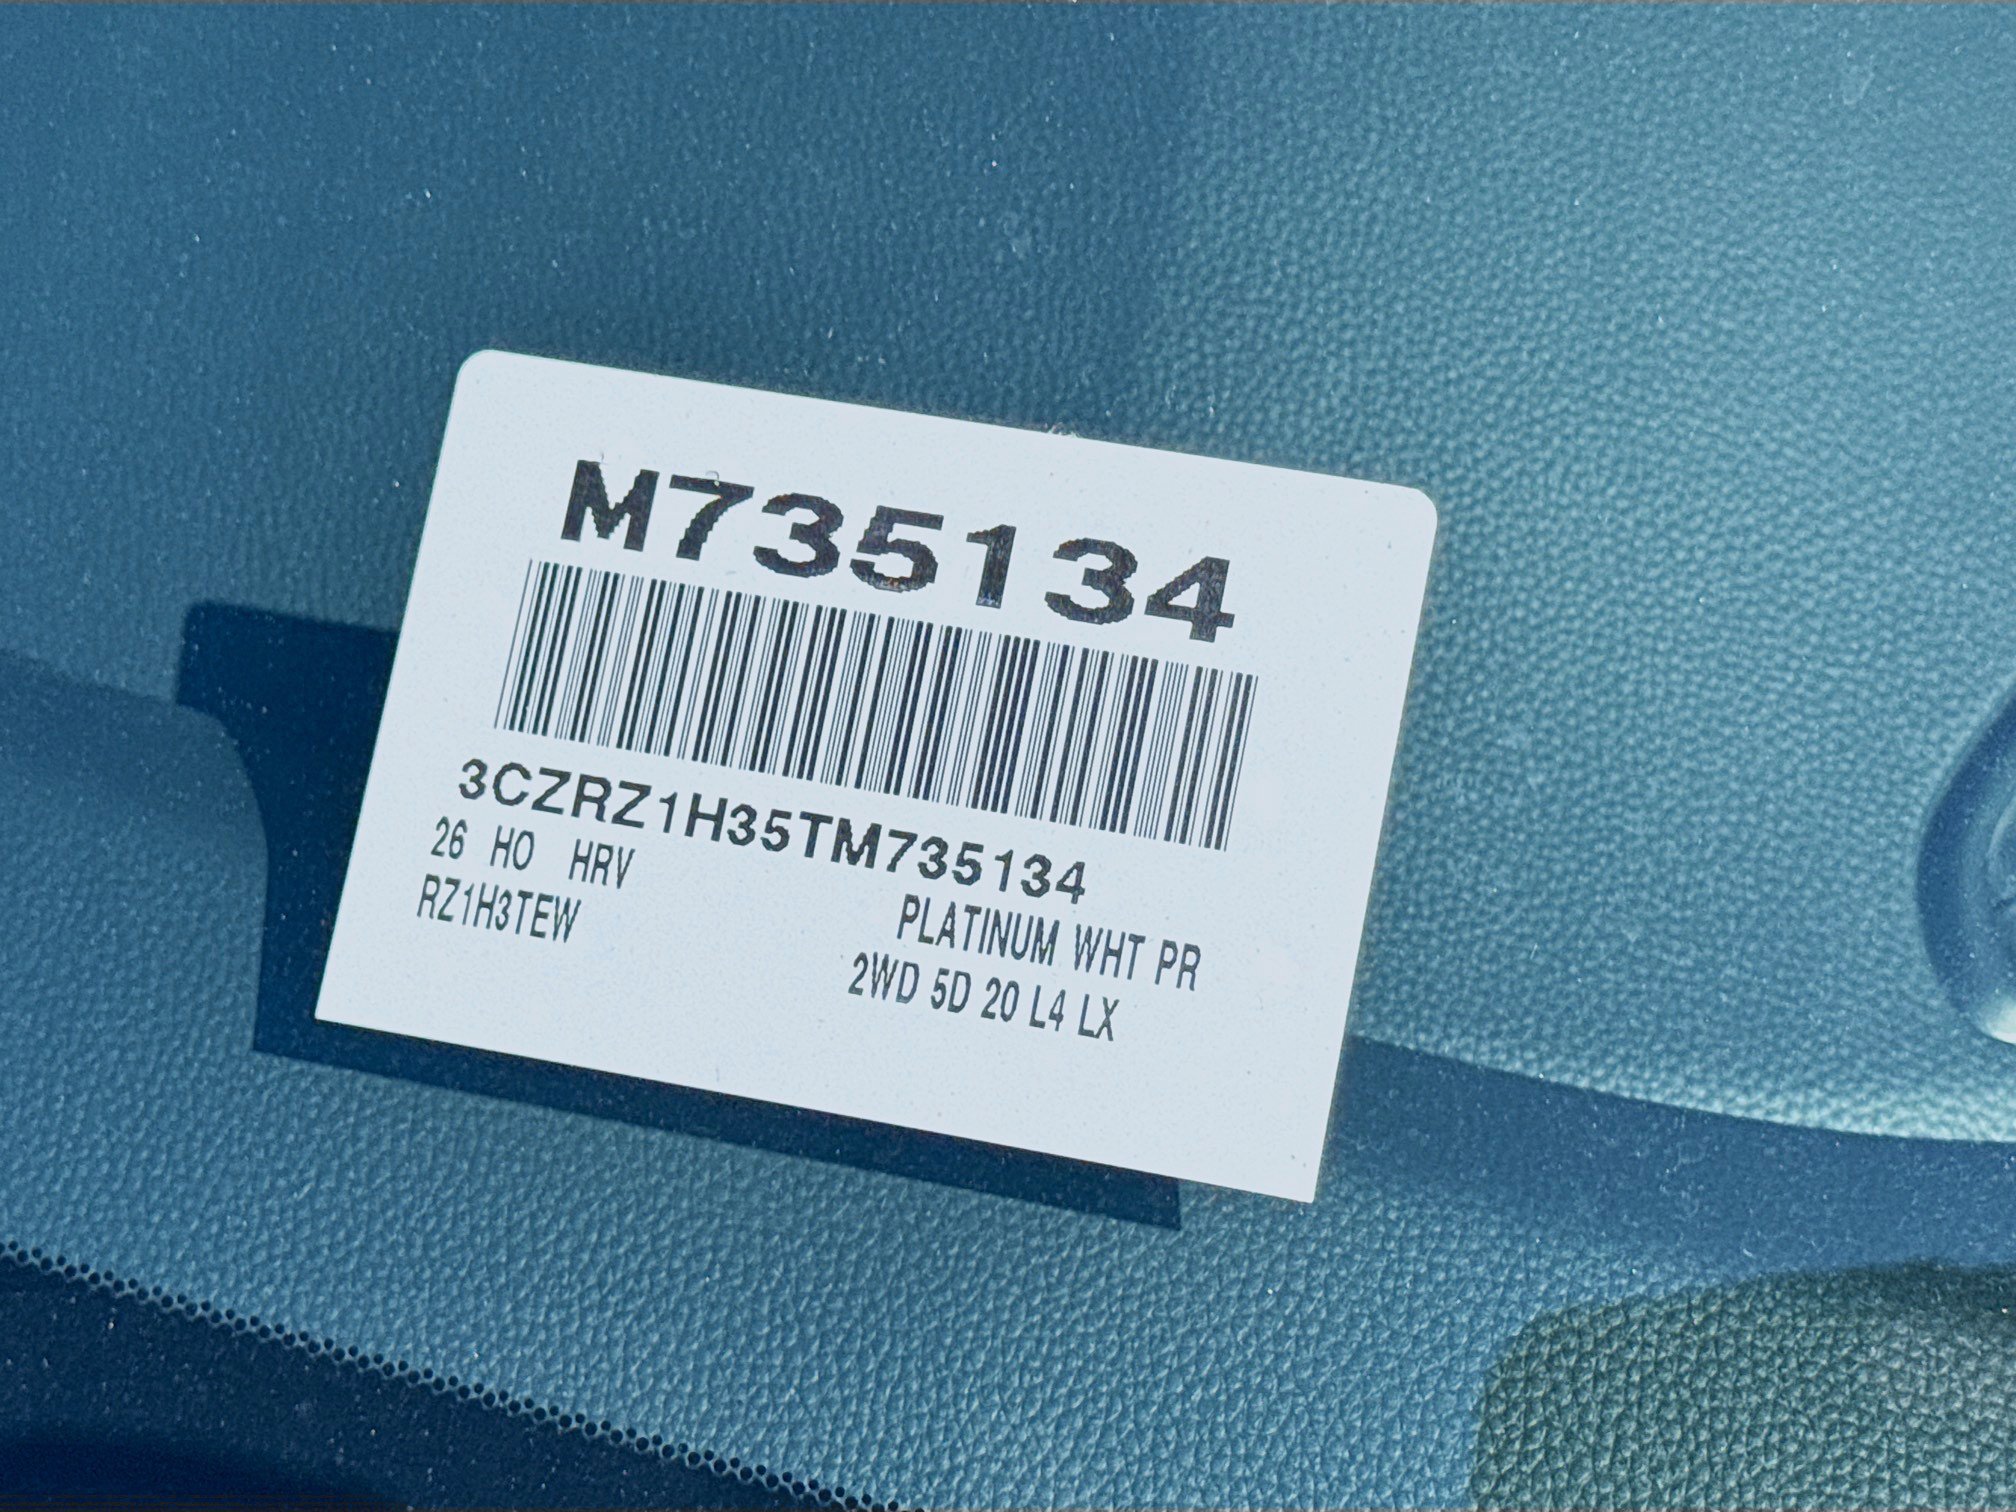 M735134
3CZRZ1H35TM735134
26 HO HRV
PLATINUM WHT PR
RZ1H3TEW
2WD 5D 20 L4 LX